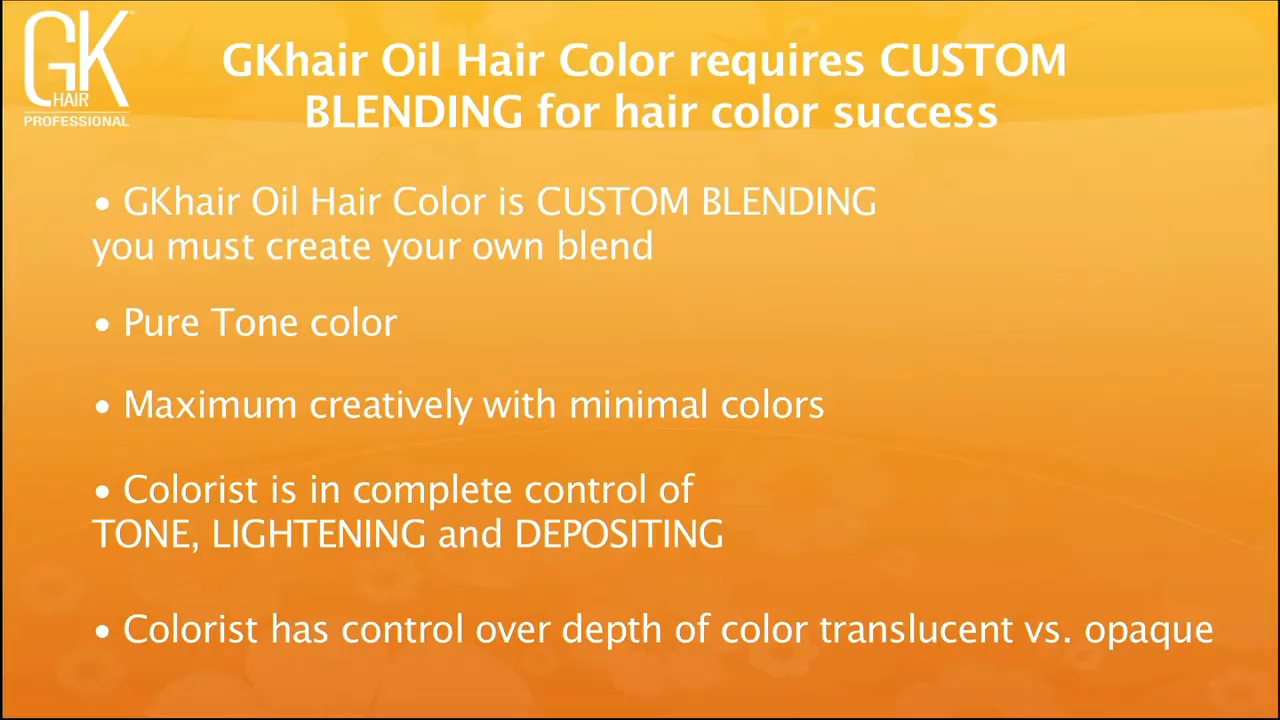 GK
HAIR
PROFESSIONAL
GKhair Oil Hair Color requires CUSTOM
BLENDING for hair color success
• GKhair Oil Hair Color is CUSTOM BLENDING
you must create your own blend
• Pure Tone color
• Maximum creatively with minimal colors
• Colorist is in complete control of
TONE, LIGHTENING and DEPOSITING
• Colorist has control over depth of color translucent vs. opaque